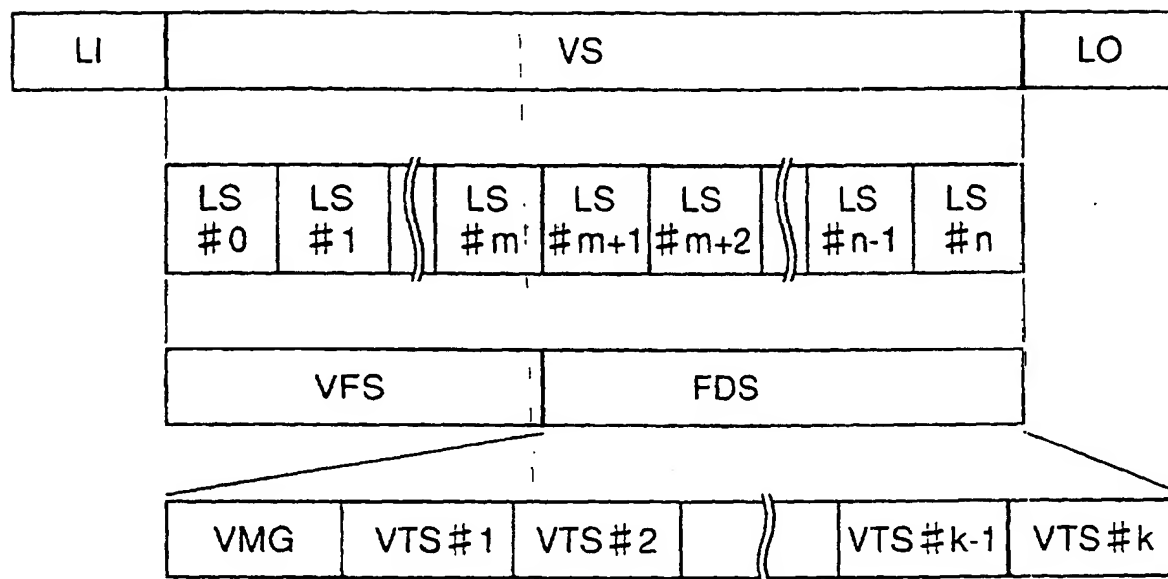 LI VS LO
LS #0 LS #1 LS #m LS #m+1 LS #m+2 LS #n-1 LS #n
VFS FDS
VMG VTS#1 VTS#2 VTS#k-1 VTS#k